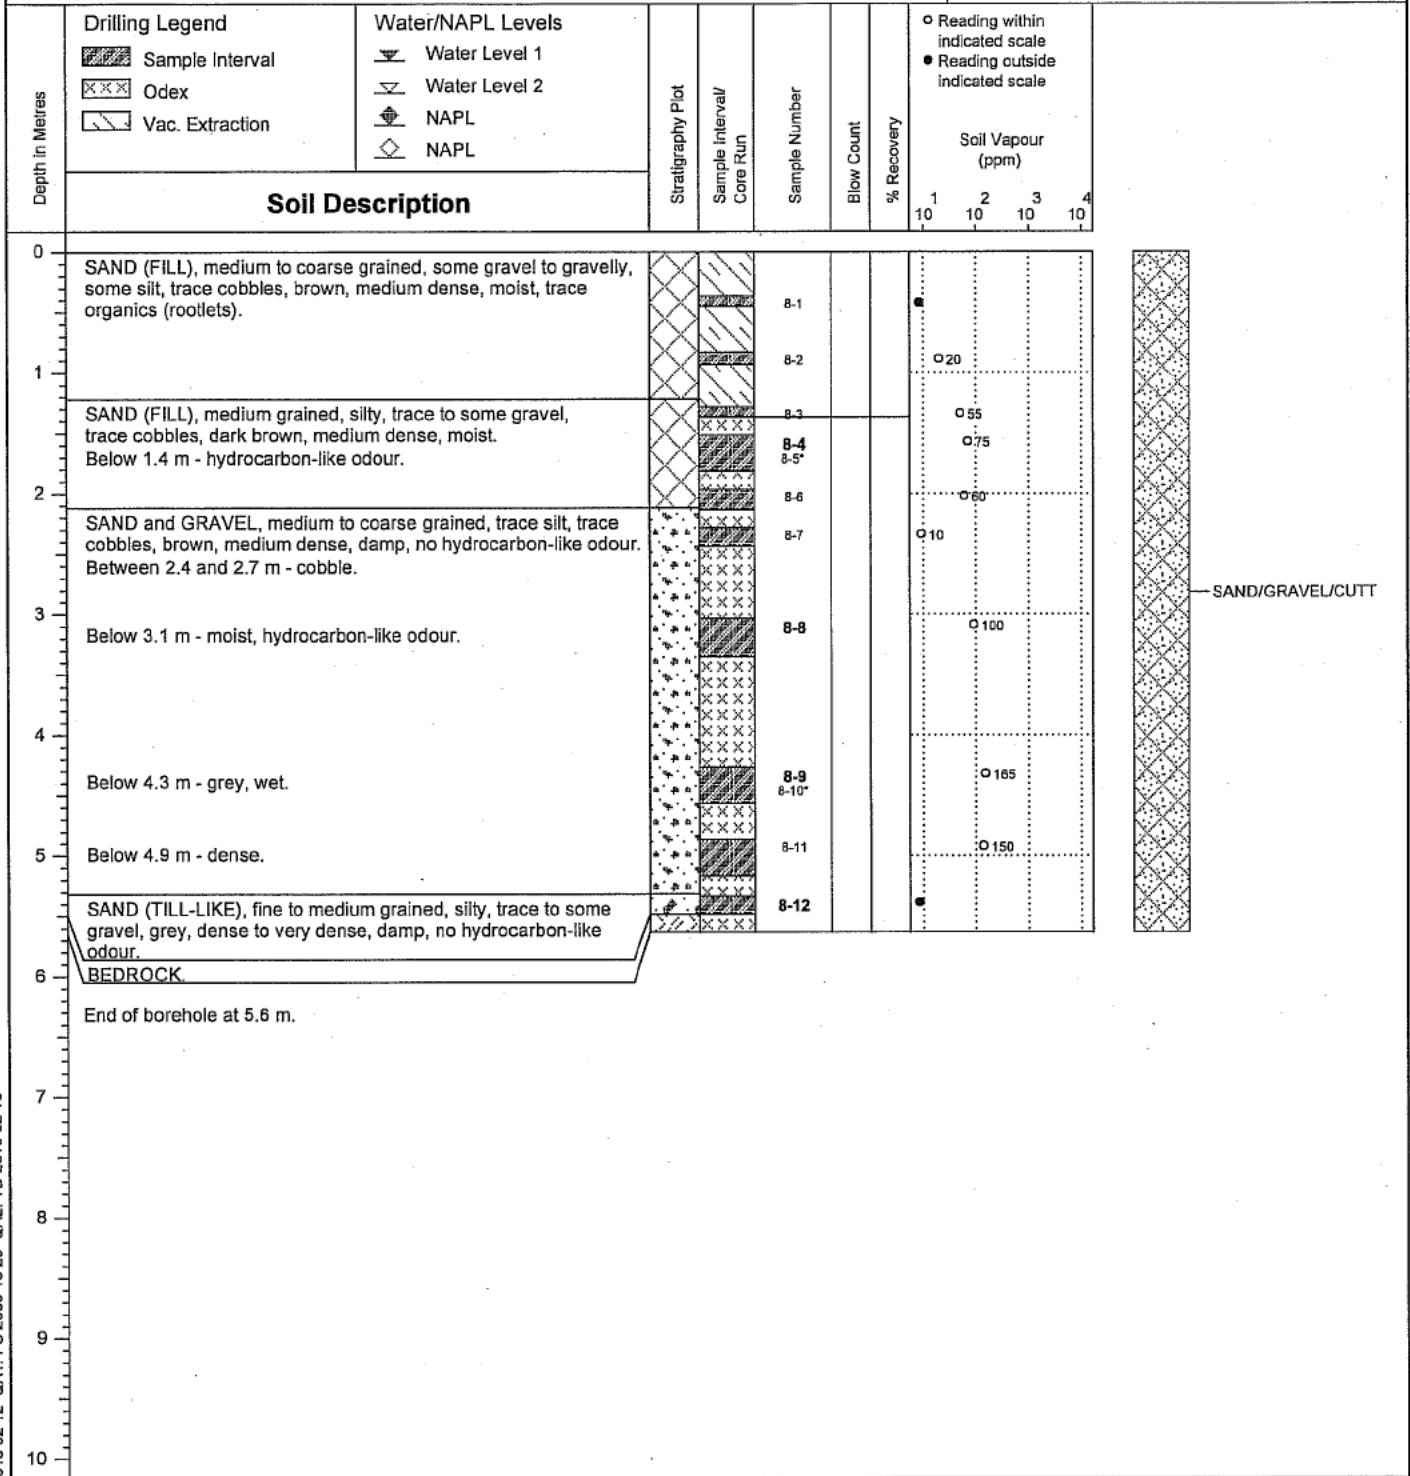 Drilling Legend
Sample Interval
Odex
Vac. Extraction
Water/NAPL Levels
Water Level 1
Water Level 2
NAPL
NAPL
Reading within
indicated scale
Reading outside
indicated scale
Depth in Metres
Soil Description
Stratigraphy Plot
Sample Interval/
Core Run
Sample Number
Blow Count
% Recovery
Soil Vapour
(ppm)
1 2 3 4
10 10 10 10
0
SAND (FILL), medium to coarse grained, some gravel to gravelly,
some silt, trace cobbles, brown, medium dense, moist, trace
organics (rootlets).
8-1
8-2
20
1
SAND (FILL), medium grained, silty, trace to some gravel,
trace cobbles, dark brown, medium dense, moist.
Below 1.4 m - hydrocarbon-like odour.
8-3
55
8-4
75
8-5*
2
8-6
60
SAND and GRAVEL, medium to coarse grained, trace silt, trace
cobbles, brown, medium dense, damp, no hydrocarbon-like odour.
Between 2.4 and 2.7 m - cobble.
8-7
10
SAND/GRAVEL/CUTT
3
Below 3.1 m - moist, hydrocarbon-like odour.
8-8
100
4
Below 4.3 m - grey, wet.
8-9
165
8-10*
5
Below 4.9 m - dense.
8-11
150
SAND (TILL-LIKE), fine to medium grained, silty, trace to some
gravel, grey, dense to very dense, damp, no hydrocarbon-like
odour.
8-12
6
BEDROCK.
End of borehole at 5.6 m.
7
8
9
10